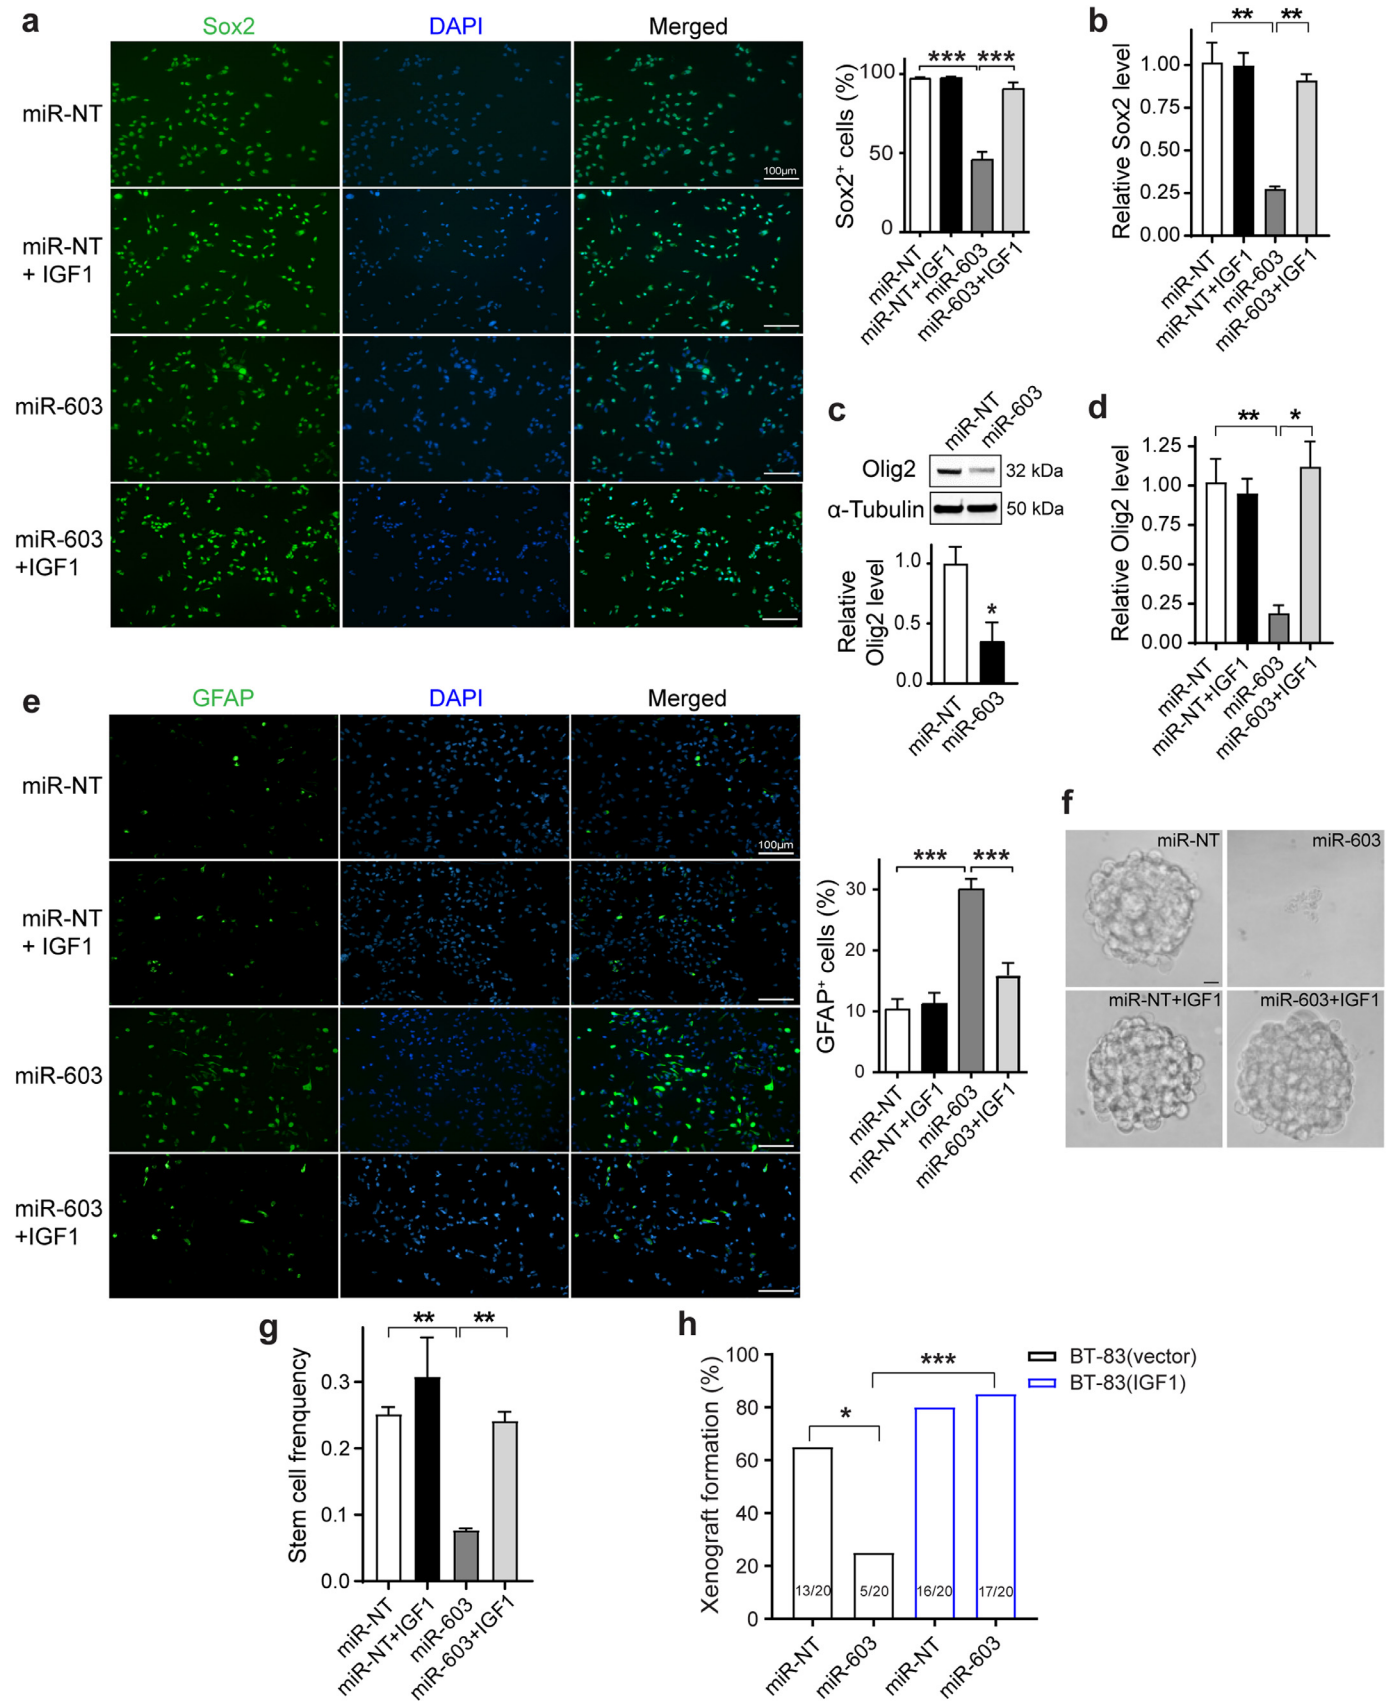 a
Sox2 DAPI Merged
miR-NT
100μm
miR-NT
+ IGF1
miR-603
miR-603
+IGF1
Sox2+ cells (%)
100
50
0
*** ***
miR-NT
miR-NT+IGF1
miR-603
miR-603+IGF1
b
Relative Sox2 level
** **
1.00
0.75
0.50
0.25
0.00
miR-NT
miR-NT+IGF1
miR-603
miR-603+IGF1
c
miR-NT
miR-603
Olig2 32 kDa
α-Tubulin 50 kDa
Relative
Olig2 level
1.0
0.5
0.0
*
miR-NT
miR-603
d
Relative Olig2 level
** *
1.25
1.00
0.75
0.50
0.25
0.00
miR-NT
miR-NT+IGF1
miR-603
miR-603+IGF1
e
GFAP DAPI Merged
miR-NT
100μm
miR-NT
+ IGF1
miR-603
miR-603
+IGF1
GFAP+ cells (%)
*** ***
30
20
10
0
miR-NT
miR-NT+IGF1
miR-603
miR-603+IGF1
f
miR-NT miR-603
miR-NT+IGF1 miR-603+IGF1
g
Stem cell frenquency
** **
0.3
0.2
0.1
0.0
miR-NT
miR-NT+IGF1
miR-603
miR-603+IGF1
h
Xenograft formation (%)
100
80
60
40
20
0
*
***
BT-83(vector)
BT-83(IGF1)
13/20 5/20 16/20 17/20
miR-NT
miR-603
miR-NT
miR-603